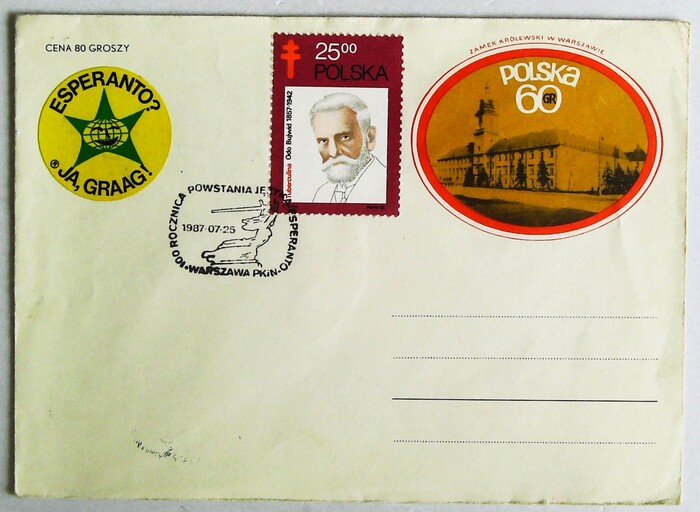 CENA 80 GROSZY
ESPERANTO?
® JA, GRAAG!
25.00
POLSKA
Tuberculina Odo Bujwid 1857-1942
ZAMEK KRÓLEWSKI W WARSZAWIE
POLSKA
60 GR
100 ROCZNICA POWSTANIA JĘZYKA ESPERANTO
1987-07-25
• WARSZAWA PKiN •